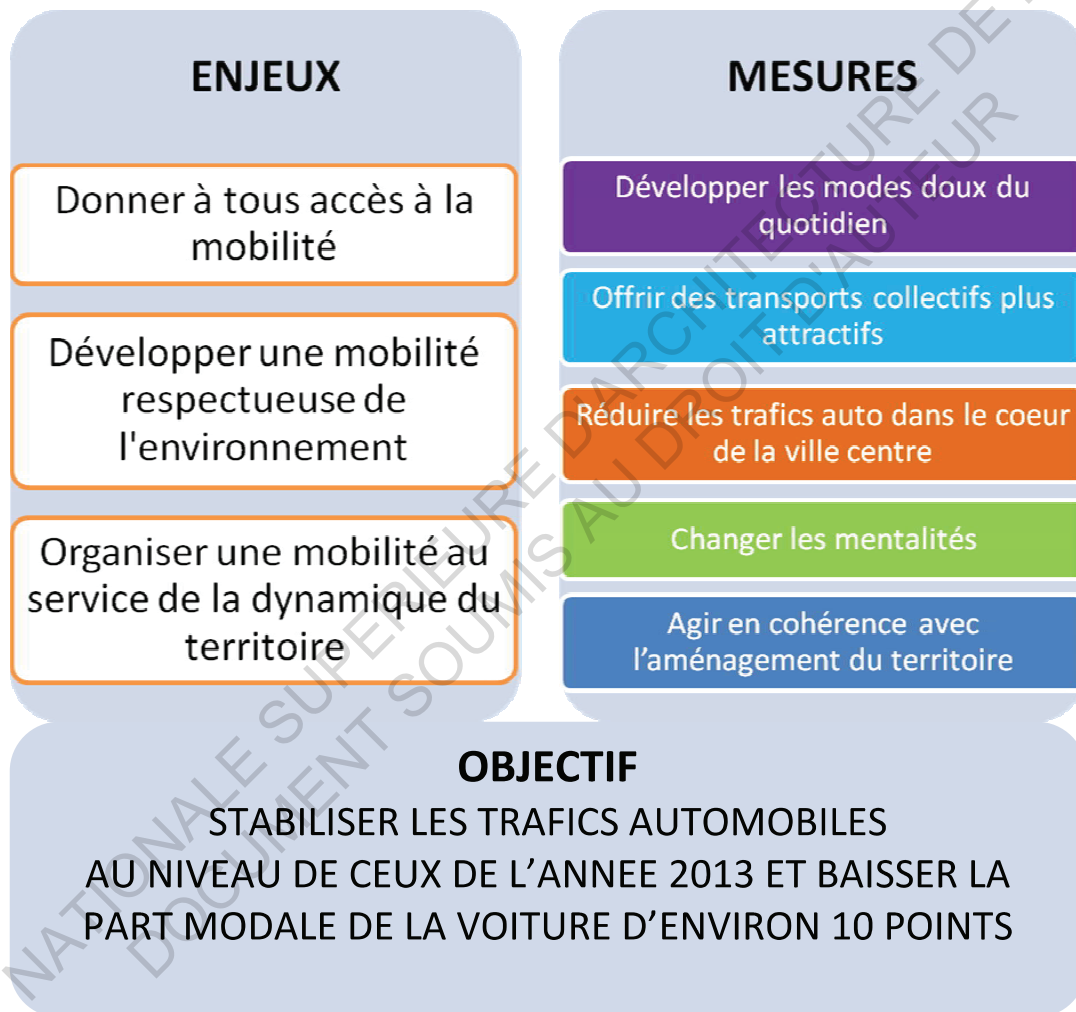 ENJEUX
Donner à tous accès à la
mobilité
Développer une mobilité
respectueuse de
l'environnement
Organiser une mobilité au
service de la dynamique du
territoire
MESURES
Développer les modes doux du
quotidien
Offrir des transports collectifs plus
attractifs
Réduire les trafics auto dans le coeur
de la ville centre
Changer les mentalités
Agir en cohérence avec
l’aménagement du territoire
OBJECTIF
STABILISER LES TRAFICS AUTOMOBILES
AU NIVEAU DE CEUX DE L’ANNEE 2013 ET BAISSER LA
PART MODALE DE LA VOITURE D’ENVIRON 10 POINTS
NATIONALE SUPERIEURE D'ARCHITECTURE DE
DOCUMENT SOUMIS AU DROIT D'AUTEUR